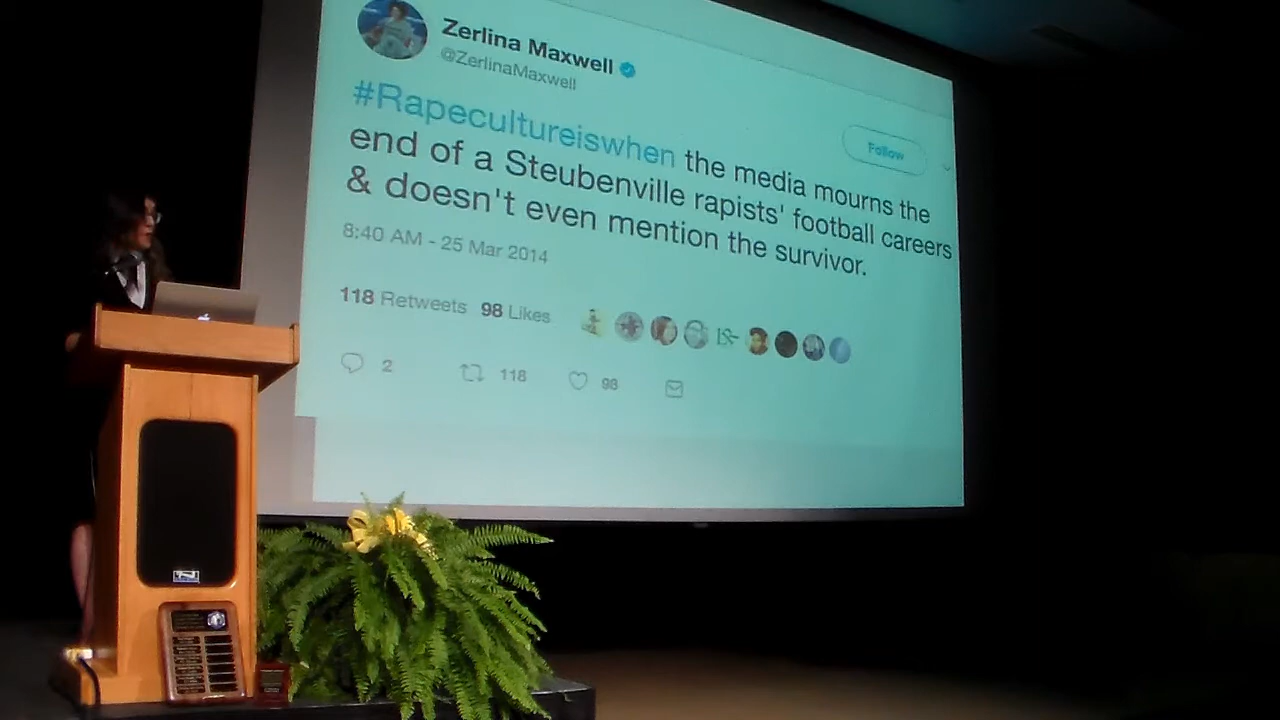 Zerlina Maxwell
@ZerlinaMaxwell
Follow
#Rapecultureiswhen the media mourns the
end of a Steubenville rapists' football careers
& doesn't even mention the survivor.
8:40 AM - 25 Mar 2014
118 Retweets 98 Likes
2 118 98